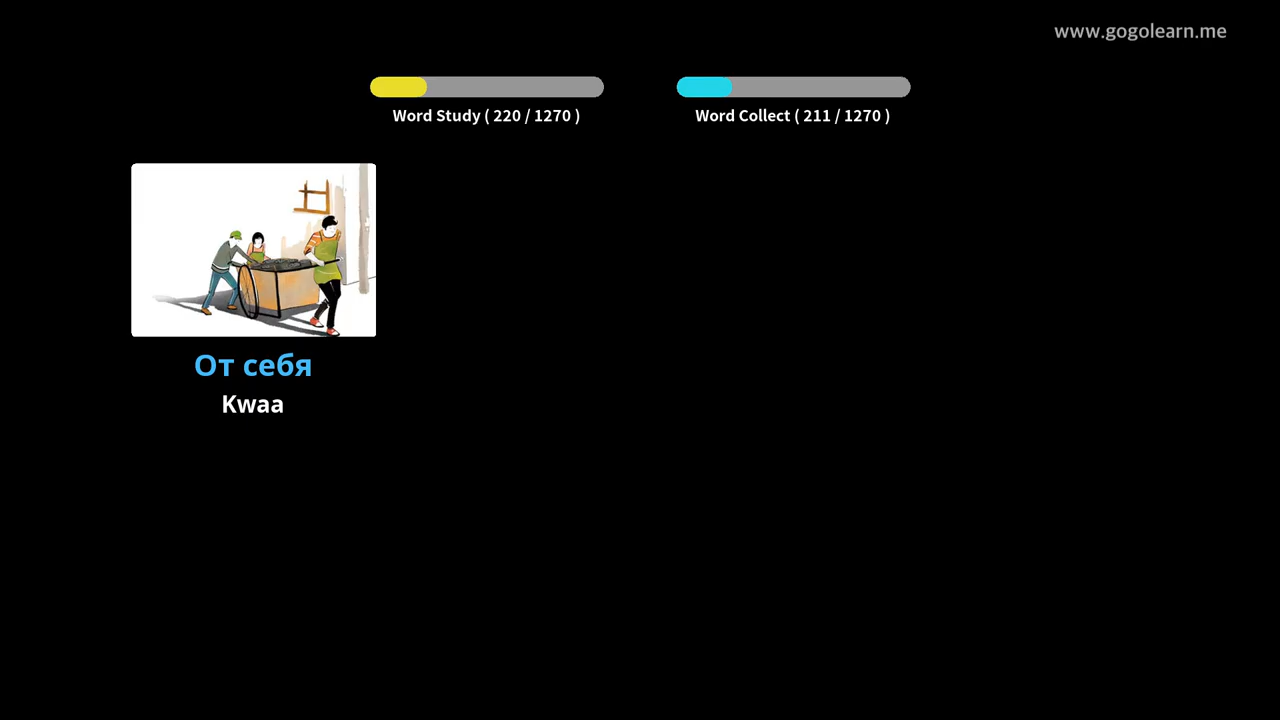 www.gogolearn.me
Word Study ( 220 / 1270 )
Word Collect ( 211 / 1270 )
От себя
Kwaa